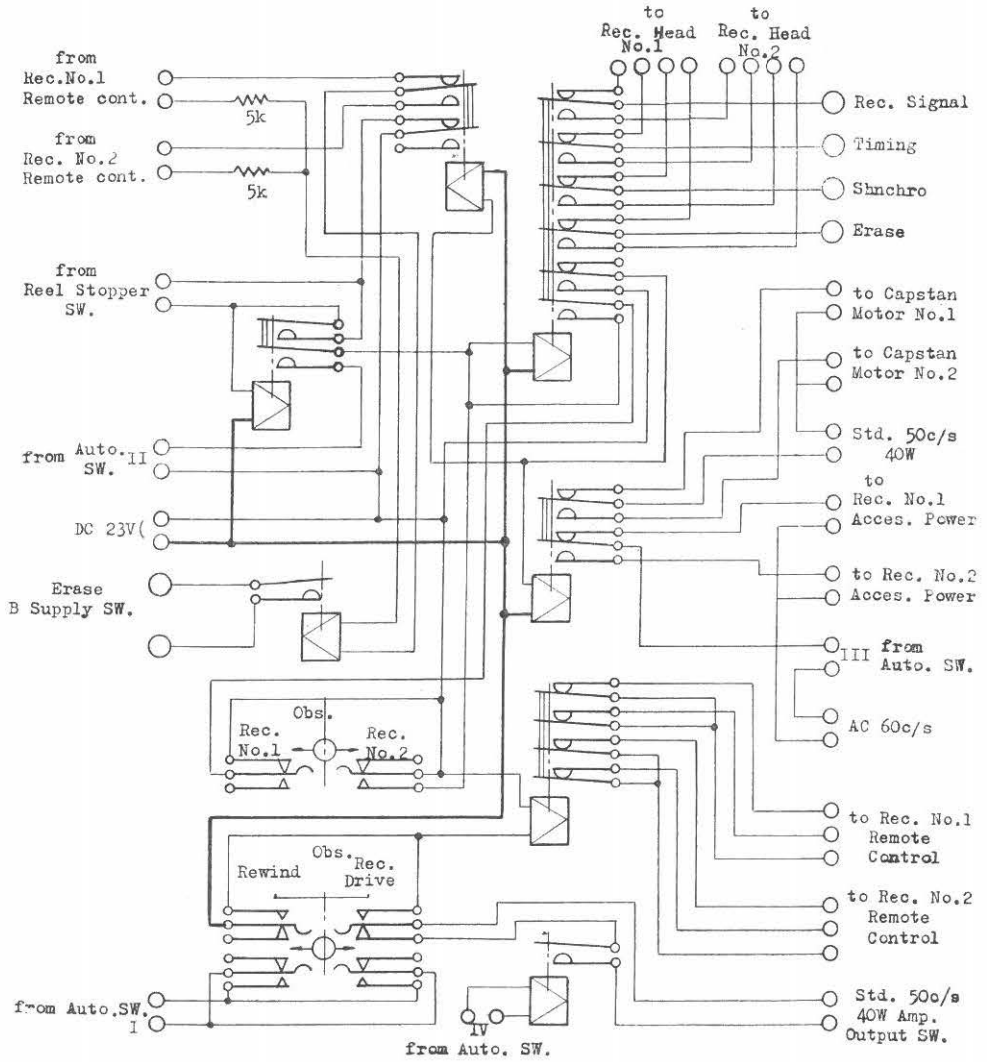 from
Rec.No.1
Remote cont.
5k
from
Rec. No.2
Remote cont.
5k
from
Reel Stopper
SW.
from Auto. II
SW.
DC 23V(
Erase
B Supply SW.
Obs.
Rec.
No.1
Rec.
No.2
Obs.
Rewind
Rec.
Drive
from Auto.SW.
I
IV
from Auto. SW.
to
Rec. Head
No.1
to
Rec. Head
No.2
Rec. Signal
Timing
Shnchro
Erase
to Capstan
Motor No.1
to Capstan
Motor No.2
Std. 50c/s
40W
to
Rec. No.1
Acces. Power
to Rec. No.2
Acces. Power
III from
Auto. SW.
AC 60c/s
to Rec. No.1
Remote
Control
to Rec. No.2
Remote
Control
Std. 50c/s
40W Amp.
Output SW.